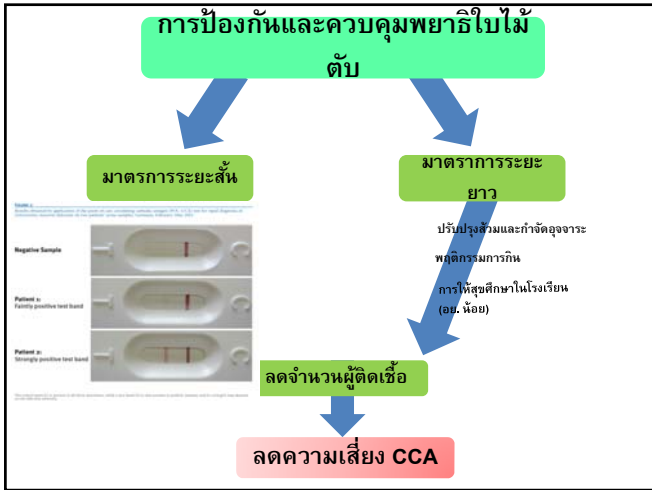 การป้องกันและควบคุมพยาธิใบไม้
ตับ
มาตรการระยะสั้น
มาตราการระยะ
ยาว
Negative Sample
Patient 1:
Faintly positive test band
Patient 2:
Strongly positive test band
ปรับปรุงส้วมและกำจัดอุจจาระ
พฤติกรรมการกิน
การให้สุขศึกษาในโรงเรียน
(อย. น้อย)
ลดจำนวนผู้ติดเชื้อ
ลดความเสี่ยง CCA